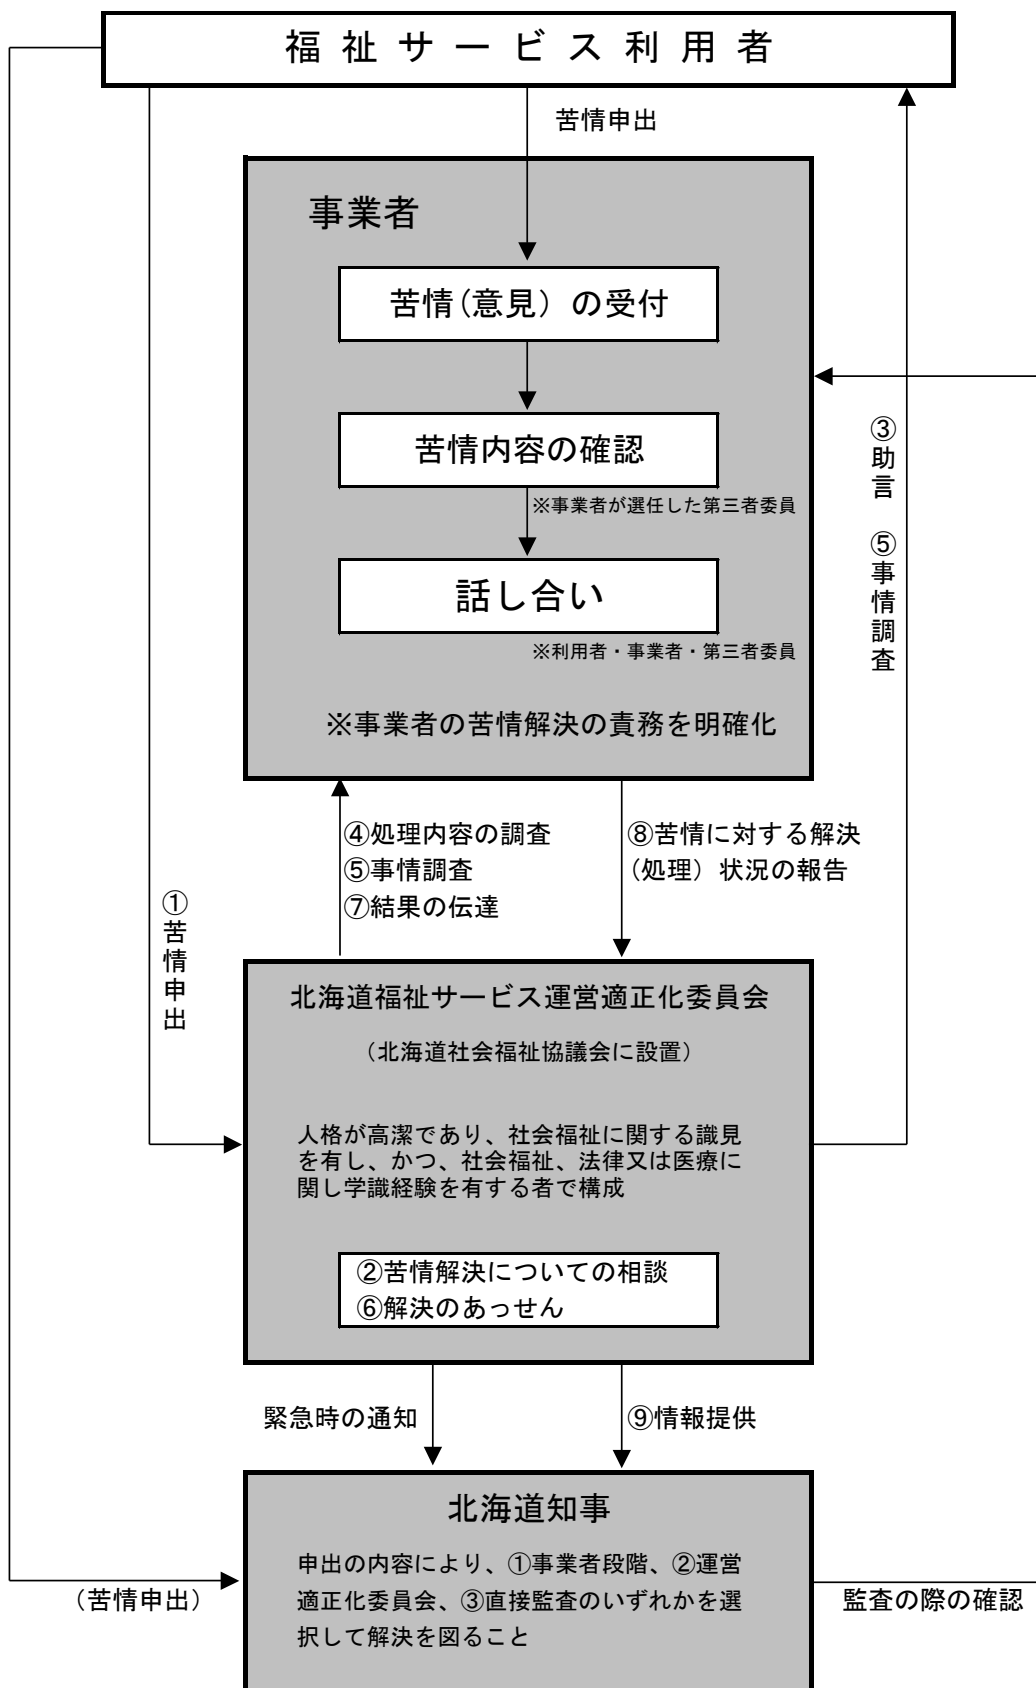 福祉サービス利用者
苦情申出
事業者
苦情(意見）の受付
苦情内容の確認
※事業者が選任した第三者委員
話し合い
※利用者・事業者・第三者委員
※事業者の苦情解決の責務を明確化
③助言　⑤事情調査
④処理内容の調査
⑤事情調査
⑦結果の伝達
⑧苦情に対する解決
（処理）状況の報告
①苦情申出
北海道福祉サービス運営適正化委員会
（北海道社会福祉協議会に設置）
人格が高潔であり、社会福祉に関する識見
を有し、かつ、社会福祉、法律又は医療に
関し学識経験を有する者で構成
②苦情解決についての相談
⑥解決のあっせん
緊急時の通知
⑨情報提供
北海道知事
申出の内容により、①事業者段階、②運営
適正化委員会、③直接監査のいずれかを選
択して解決を図ること
（苦情申出）
監査の際の確認